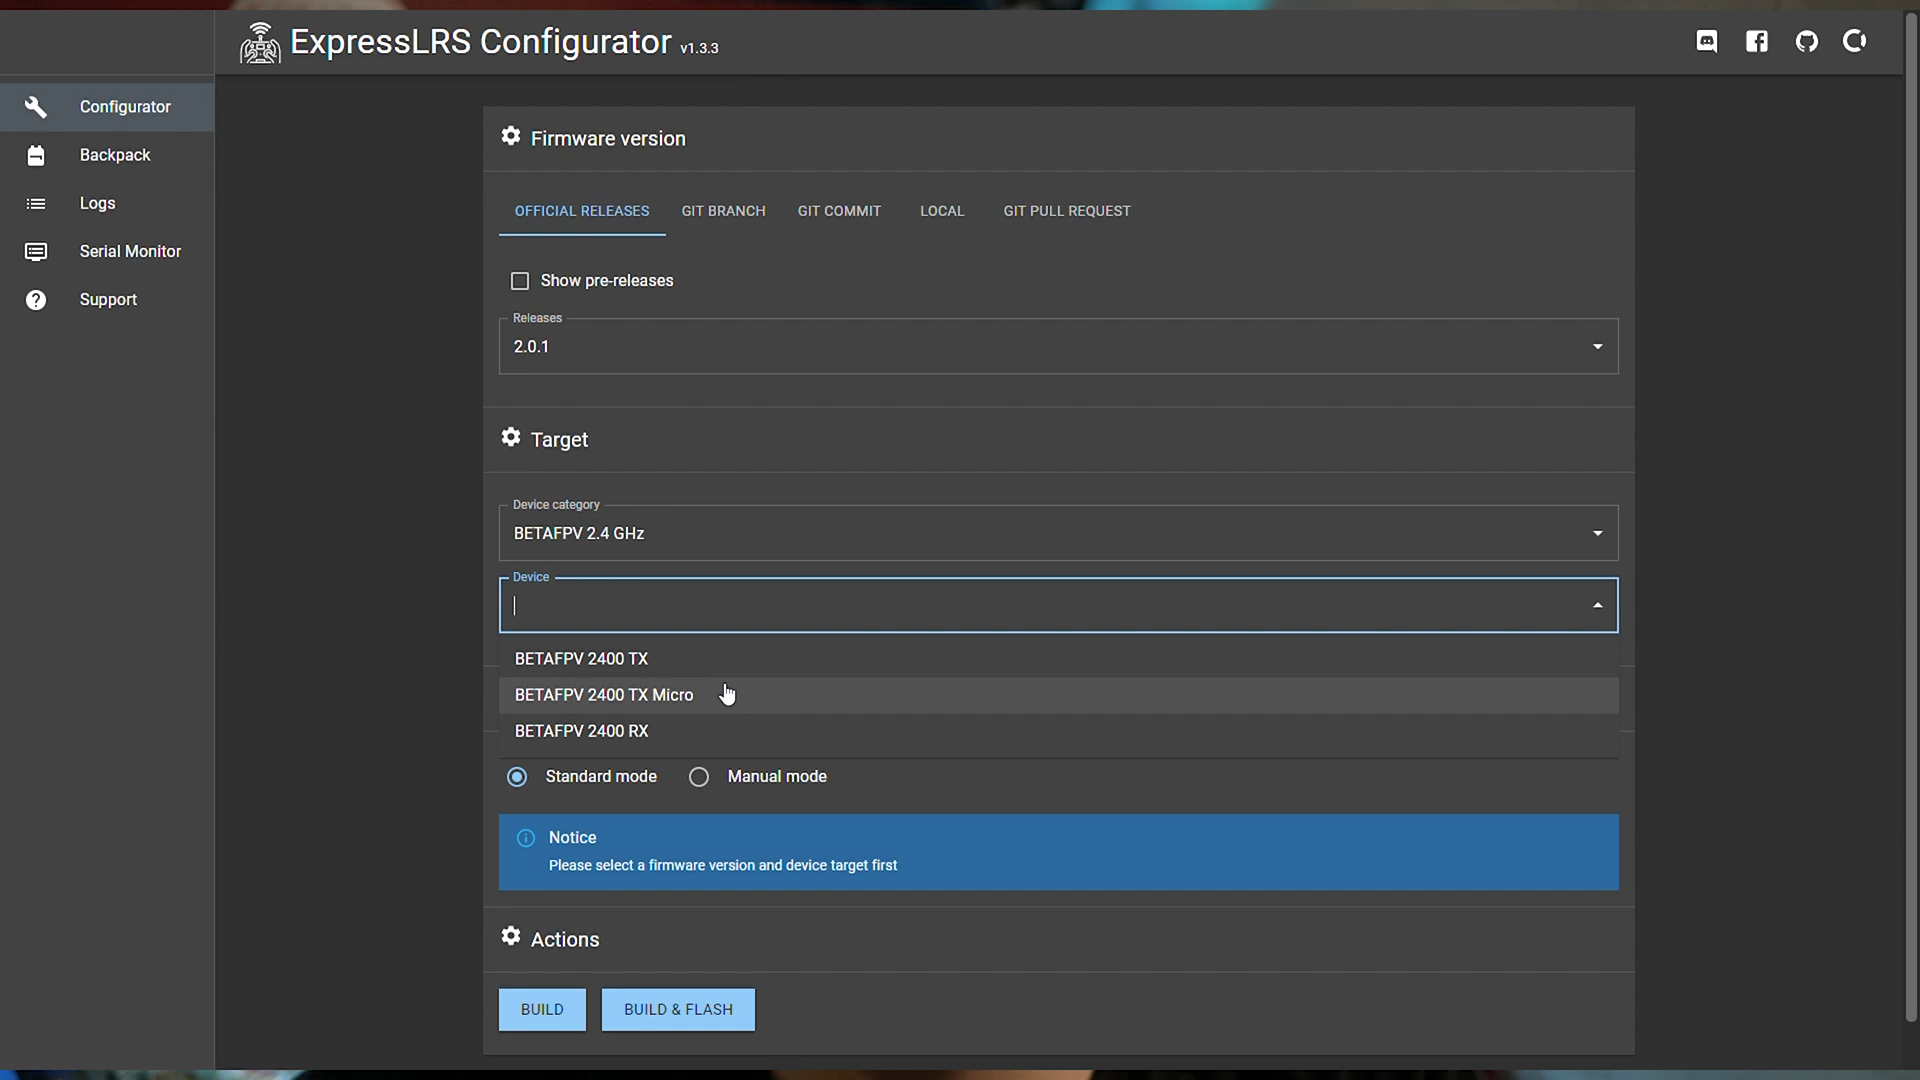 ExpressLRS Configurator v1.3.3
Configurator
Backpack
Logs
Serial Monitor
Support
Firmware version
OFFICIAL RELEASES GIT BRANCH GIT COMMIT LOCAL GIT PULL REQUEST
Show pre-releases
Releases
2.0.1
Target
Device category
BETAFPV 2.4 GHz
Device
BETAFPV 2400 TX
BETAFPV 2400 TX Micro
BETAFPV 2400 RX
Standard mode Manual mode
Notice
Please select a firmware version and device target first
Actions
BUILD BUILD & FLASH